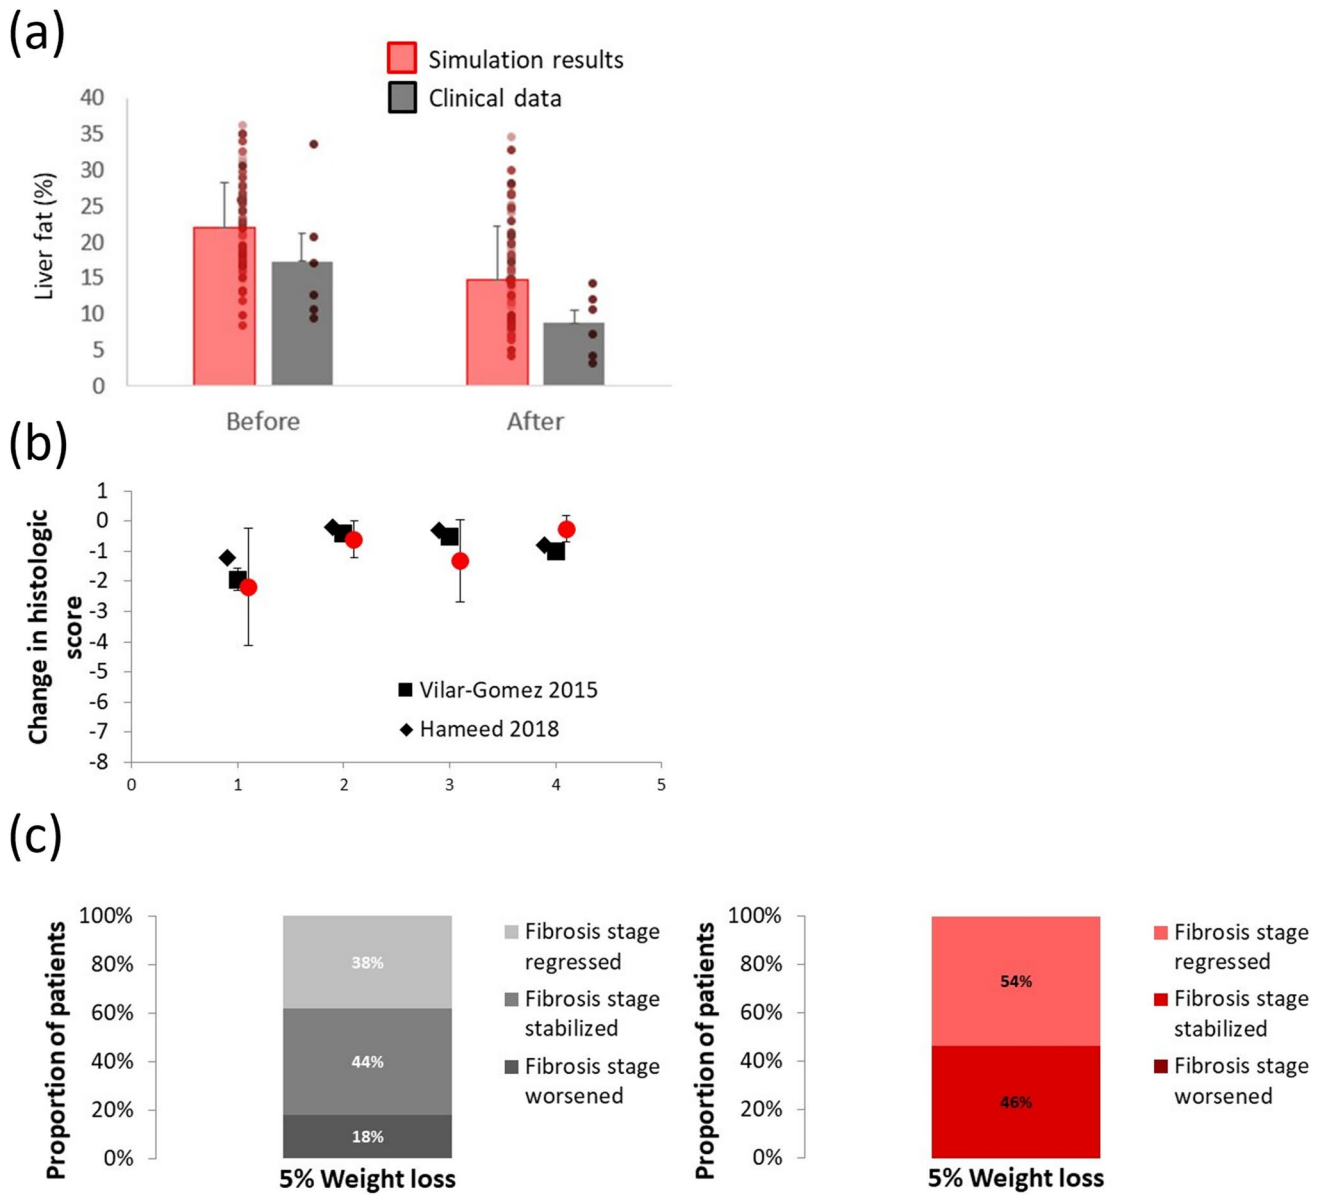 (a)
Simulation results
Clinical data
40
35
30
25
20
15
10
5
0
Liver fat (%)
Before
After
(b)
1
0
-1
-2
-3
-4
-5
-6
-7
-8
Change in histologic
score
Vilar-Gomez 2015
Hameed 2018
0
1
2
3
4
5
(c)
Proportion of patients
100%
80%
60%
40%
20%
0%
38%
44%
18%
5% Weight loss
Fibrosis stage
regressed
Fibrosis stage
stabilized
Fibrosis stage
worsened
Proportion of patients
100%
80%
60%
40%
20%
0%
54%
46%
5% Weight loss
Fibrosis stage
regressed
Fibrosis stage
stabilized
Fibrosis stage
worsened